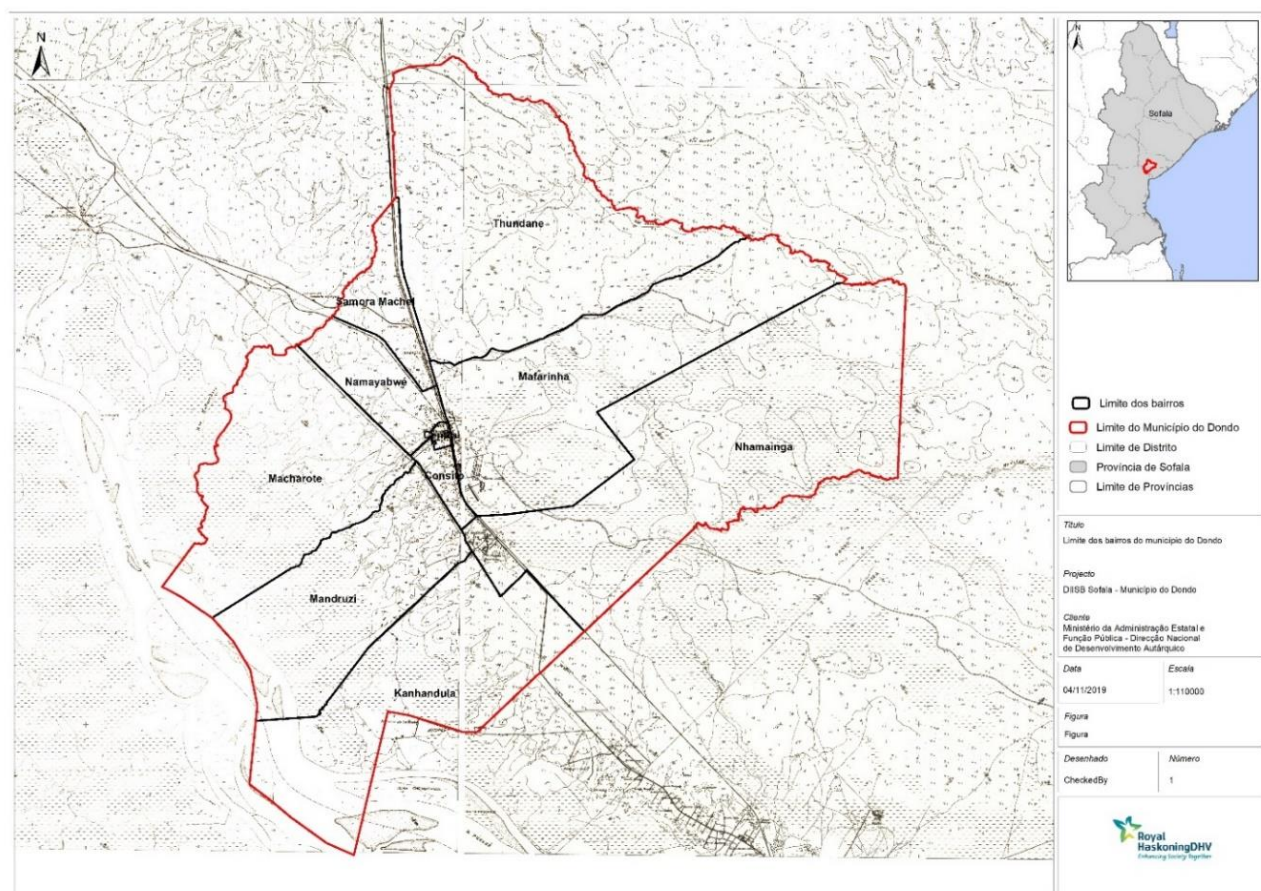 N
Thundane
Samora Machel
Namayabwe
Mafarinha
Nhamainga
Macharote
Consito
Mandruzi
Kanhandula
N
Sofala
Limite dos bairros
Limite do Município do Dondo
Limite de Distrito
Província de Sofala
Limite de Províncias
Título
Limite dos bairros do município do Dondo
Projecto
DIISB Sofala - Município do Dondo
Cliente
Ministério da Administração Estatal e
Função Pública - Direcção Nacional
de Desenvolvimento Autárquico
Data
Escala
04/11/2019
1:110000
Figura
Figura
Desenhado
Número
CheckedBy
1
Royal
HaskoningDHV
Enhancing Society Together